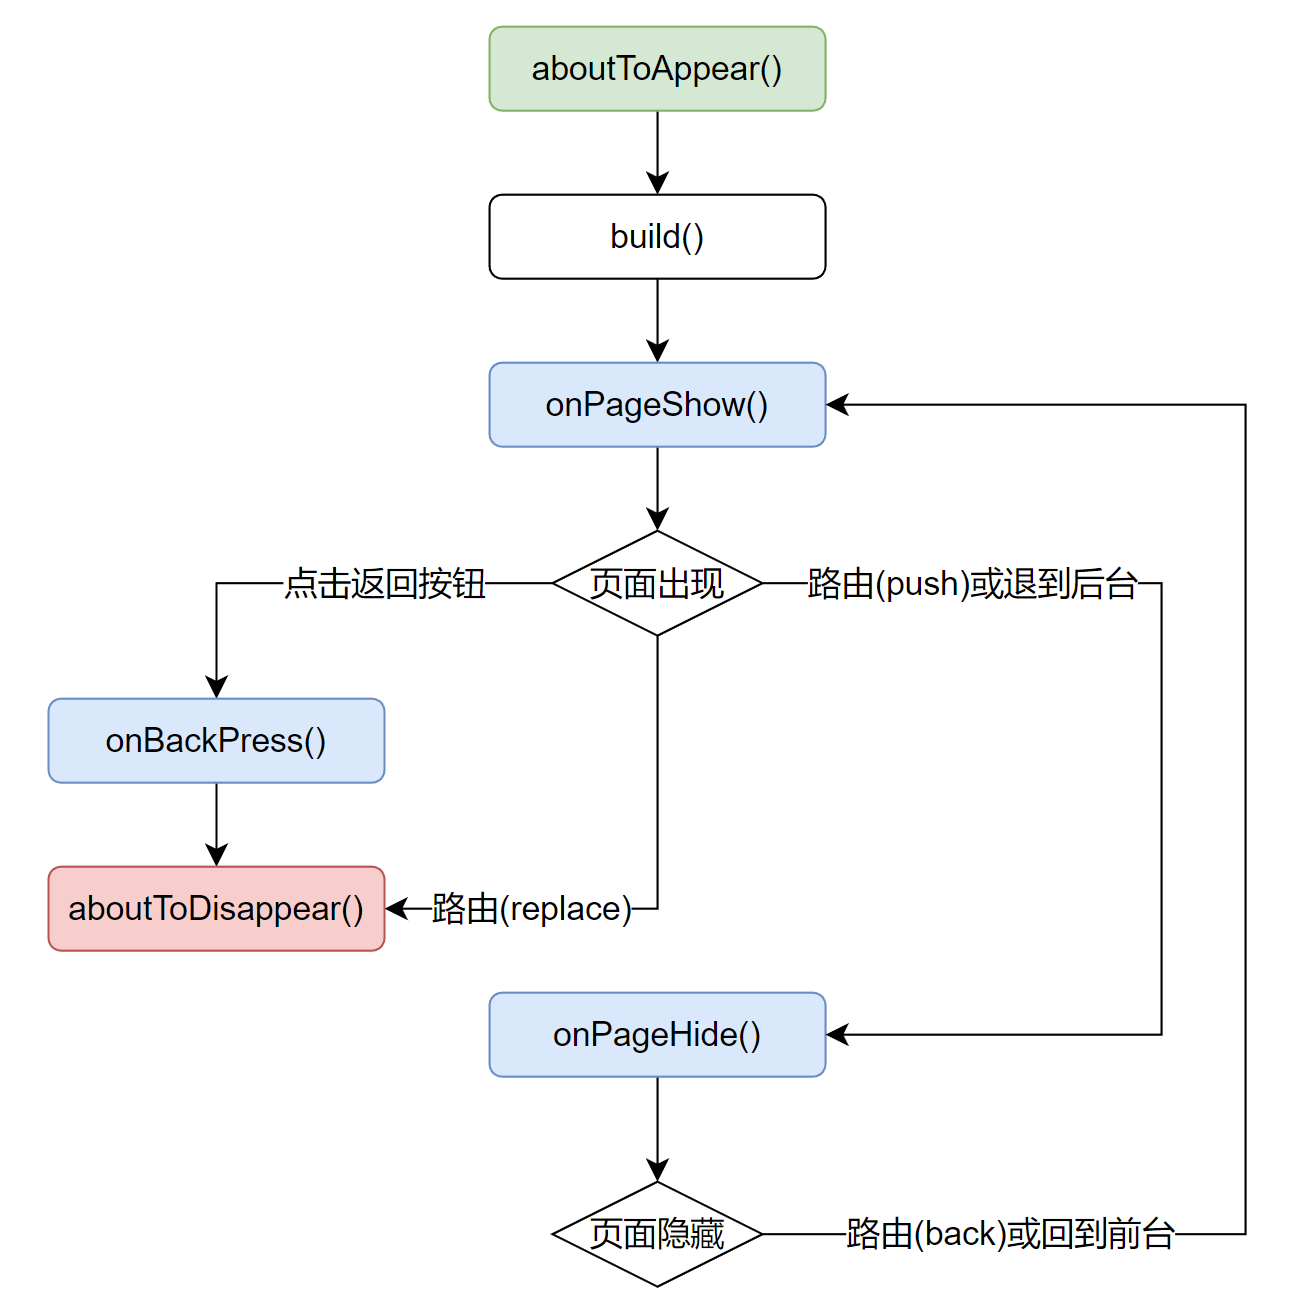 aboutToAppear()
build()
onPageShow()
点击返回按钮
页面出现
路由(push)或退到后台
onBackPress()
aboutToDisappear()
路由(replace)
onPageHide()
页面隐藏
路由(back)或回到前台